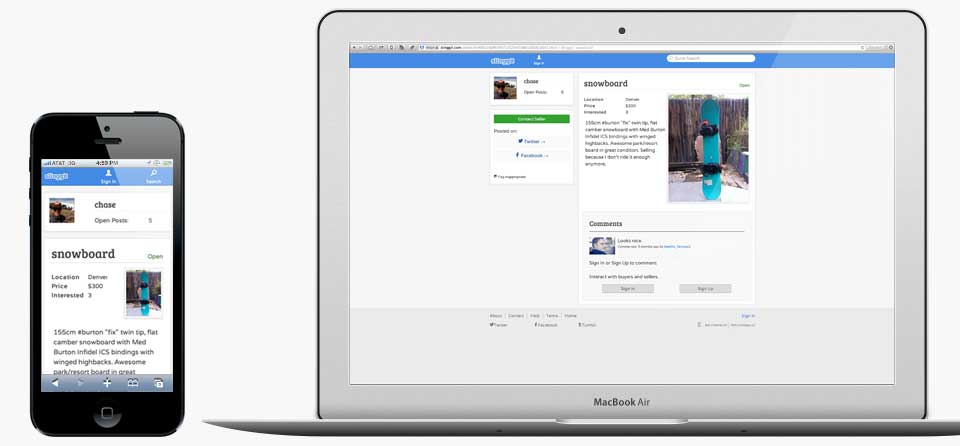 AT&T 3G 4:59 PM
slinggit
Sign In
Search
chase
Open Posts: 5
snowboard
Open
Location Denver
Price $300
Interested 3
155cm #burton "fix" twin tip, flat
camber snowboard with Med
Burton Infidel ICS bindings with
winged highbacks. Awesome
park/resort board in great
slinggit
Sign In
Quick Search
chase
Open Posts: 5
Contact Seller
Posted on:
Twitter →
Facebook →
Flag inappropriate
snowboard
Open
Location Denver
Price $300
Interested 3
155cm #burton "fix" twin tip, flat
camber snowboard with Med Burton
Infidel ICS bindings with winged
highbacks. Awesome park/resort
board in great condition. Selling
because I don't ride it enough
anymore.
Comments
Looks nice.
Sign In or Sign Up to comment.
Interact with buyers and sellers.
Sign In
Sign Up
About | Contact | Help | Terms | Home
Sign In
Twitter
Facebook
Tumblr
MacBook Air